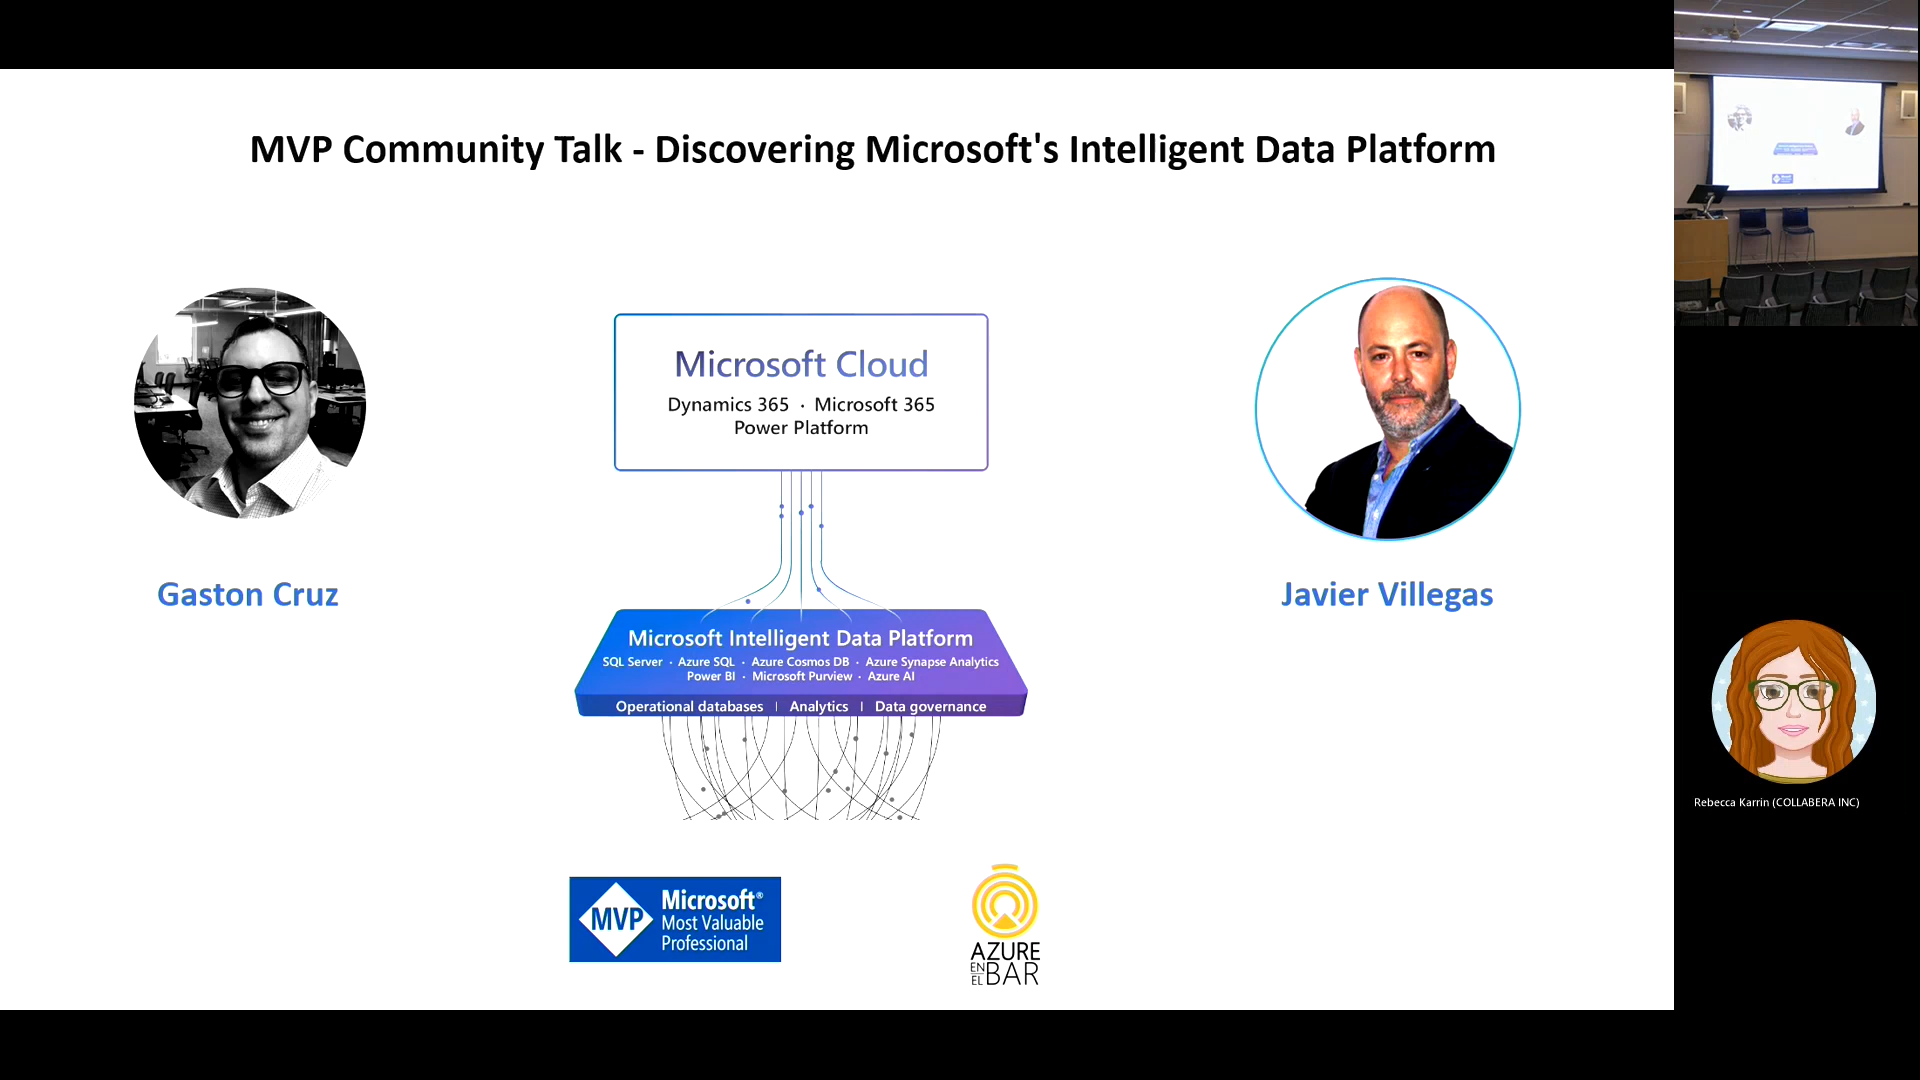 MVP Community Talk - Discovering Microsoft's Intelligent Data Platform
Microsoft Cloud
Dynamics 365 · Microsoft 365
Power Platform
Gaston Cruz
Javier Villegas
Microsoft Intelligent Data Platform
SQL Server · Azure SQL · Azure Cosmos DB · Azure Synapse Analytics
Power BI · Microsoft Purview · Azure AI
Operational databases | Analytics | Data governance
MVP
Microsoft®
Most Valuable
Professional
AZURE
EN EL BAR
Rebecca Karrin (COLLABERA INC)